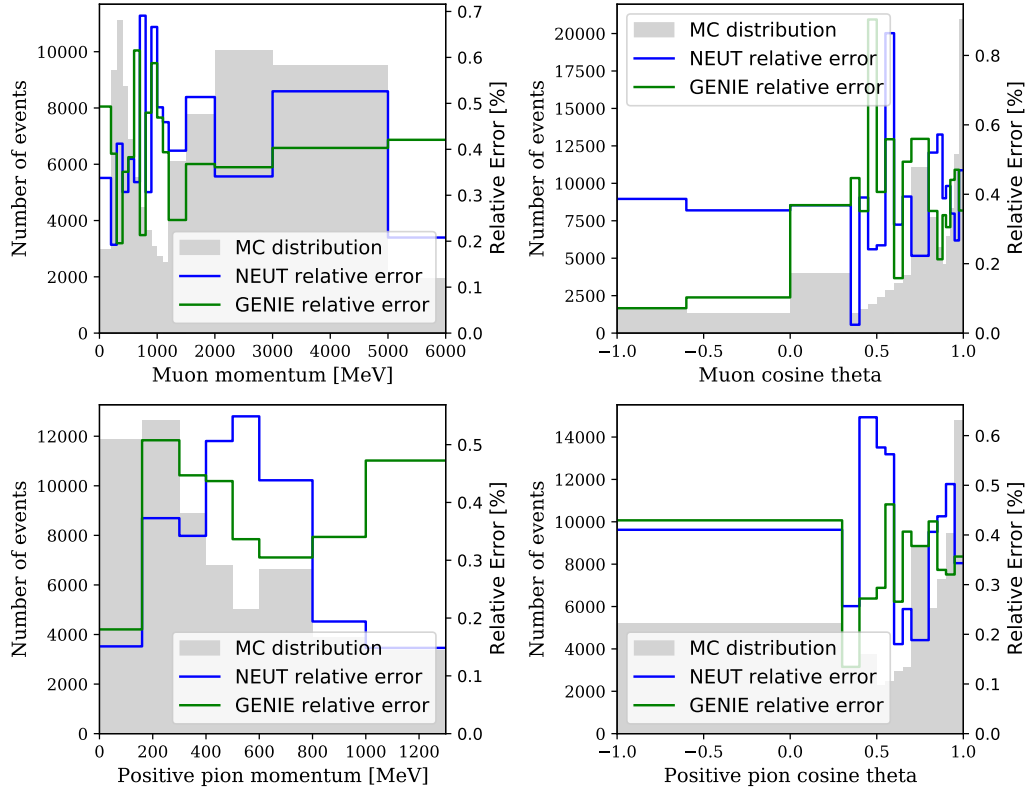 Number of events
10000
8000
6000
4000
2000
0
0.7
0.6
0.5
0.4
0.3
0.2
0.1
0.0
Relative Error [%]
MC distribution
NEUT relative error
GENIE relative error
0 1000 2000 3000 4000 5000 6000
Muon momentum [MeV]
Number of events
20000
17500
15000
12500
10000
7500
5000
2500
0
0.8
0.6
0.4
0.2
0.0
Relative Error [%]
MC distribution
NEUT relative error
GENIE relative error
−1.0 −0.5 0.0 0.5 1.0
Muon cosine theta
Number of events
12000
10000
8000
6000
4000
2000
0
0.5
0.4
0.3
0.2
0.1
0.0
Relative Error [%]
MC distribution
NEUT relative error
GENIE relative error
0 200 400 600 800 1000 1200
Positive pion momentum [MeV]
Number of events
14000
12000
10000
8000
6000
4000
2000
0
0.6
0.5
0.4
0.3
0.2
0.1
0.0
Relative Error [%]
MC distribution
NEUT relative error
GENIE relative error
−1.0 −0.5 0.0 0.5 1.0
Positive pion cosine theta